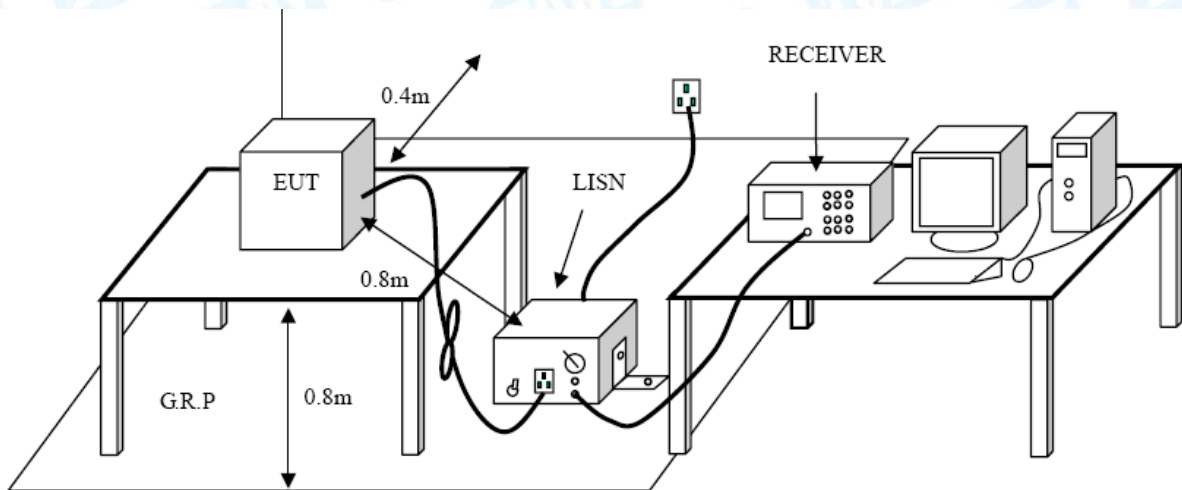 RECEIVER
0.4m
EUT
LISN
0.8m
G.R.P
0.8m